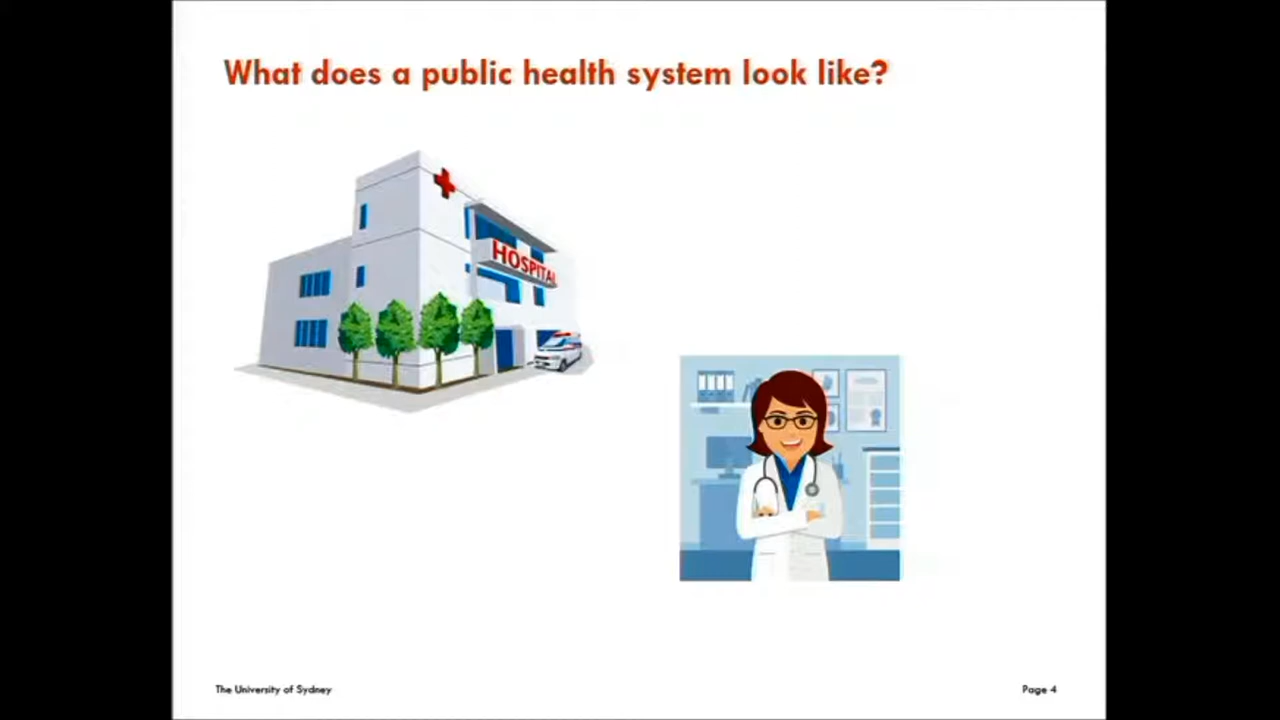 What does a public health system look like?
HOSPITAL
The University of Sydney
Page 4